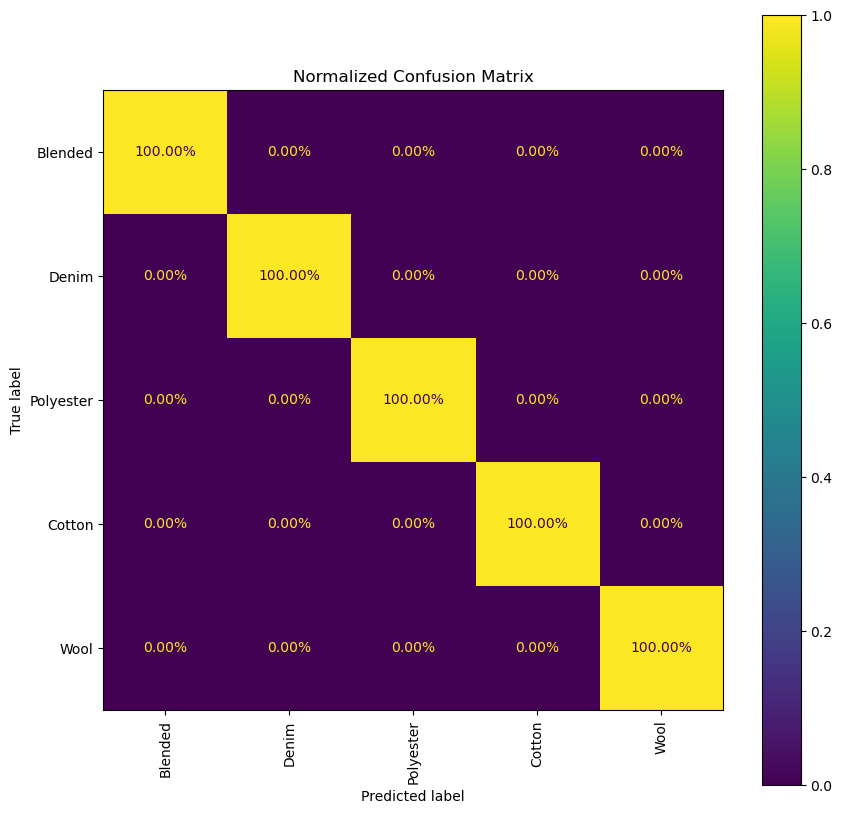 Normalized Confusion Matrix
True label
Blended 100.00% 0.00% 0.00% 0.00% 0.00%
Denim 0.00% 100.00% 0.00% 0.00% 0.00%
Polyester 0.00% 0.00% 100.00% 0.00% 0.00%
Cotton 0.00% 0.00% 0.00% 100.00% 0.00%
Wool 0.00% 0.00% 0.00% 0.00% 100.00%
Blended Denim Polyester Cotton Wool
Predicted label
1.0
0.8
0.6
0.4
0.2
0.0